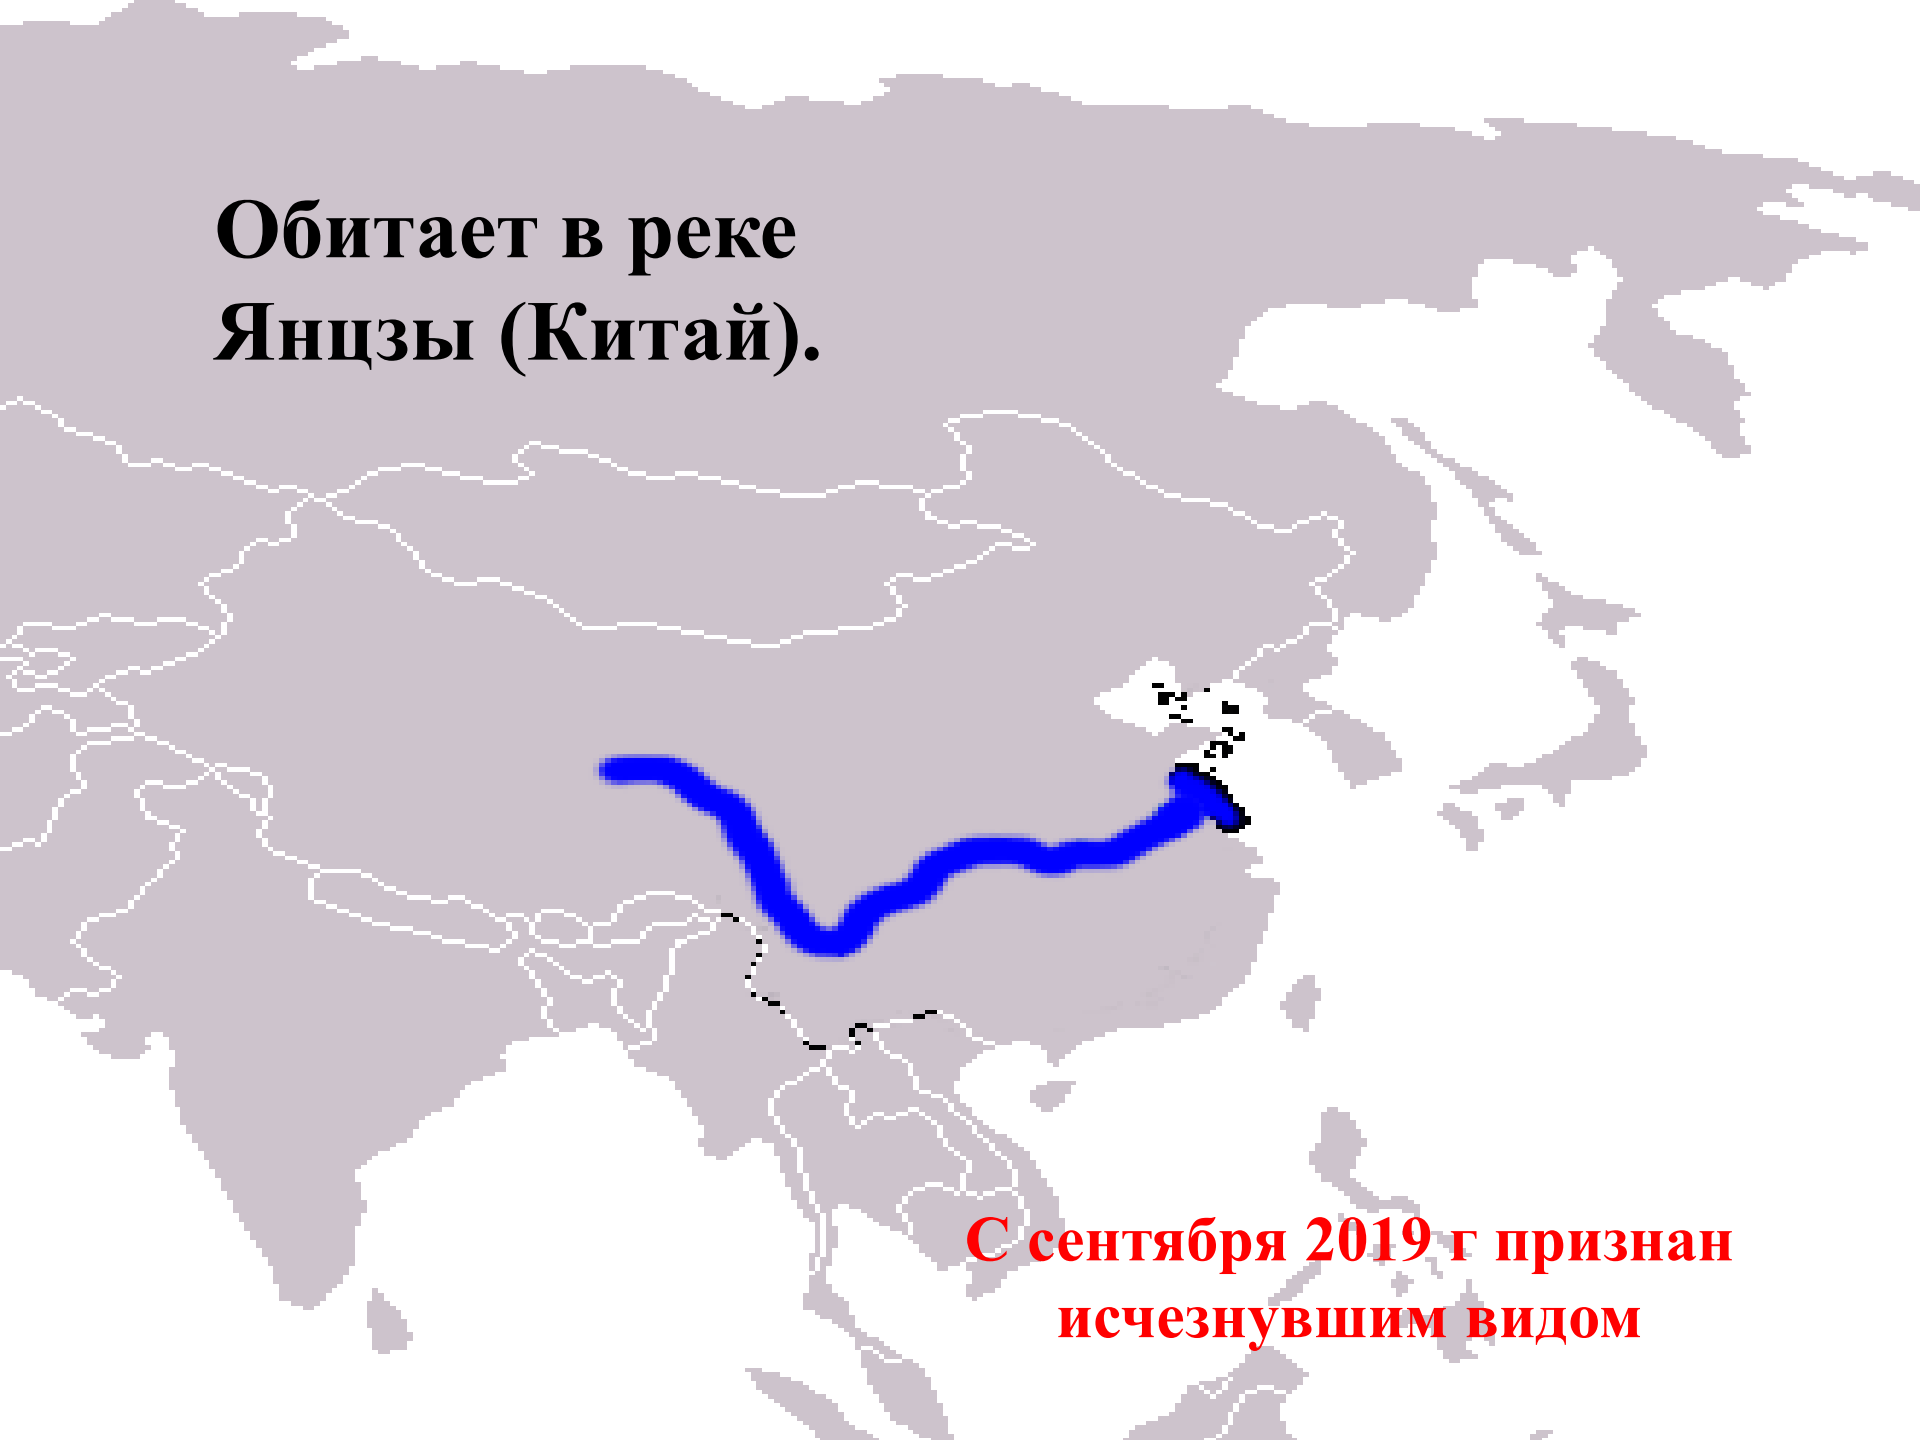 Обитает в реке
Янцзы (Китай).
С сентября 2019 г признан
исчезнувшим видом